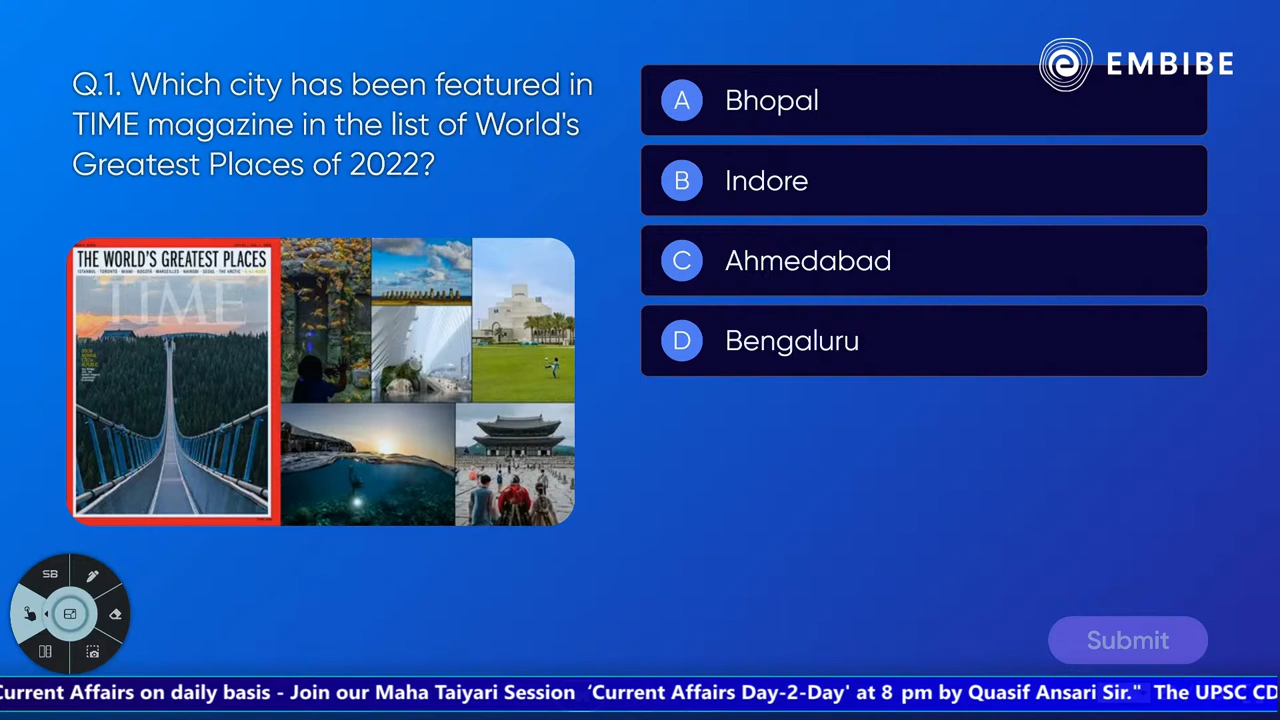 EMBIBE
Q.1. Which city has been featured in
TIME magazine in the list of World's
Greatest Places of 2022?
A Bhopal
B Indore
C Ahmedabad
D Bengaluru
THE WORLD'S GREATEST PLACES
TIME
SB
Submit
Current Affairs on daily basis - Join our Maha Taiyari Session 'Current Affairs Day-2-Day' at 8 pm by Quasif Ansari Sir." The UPSC CD